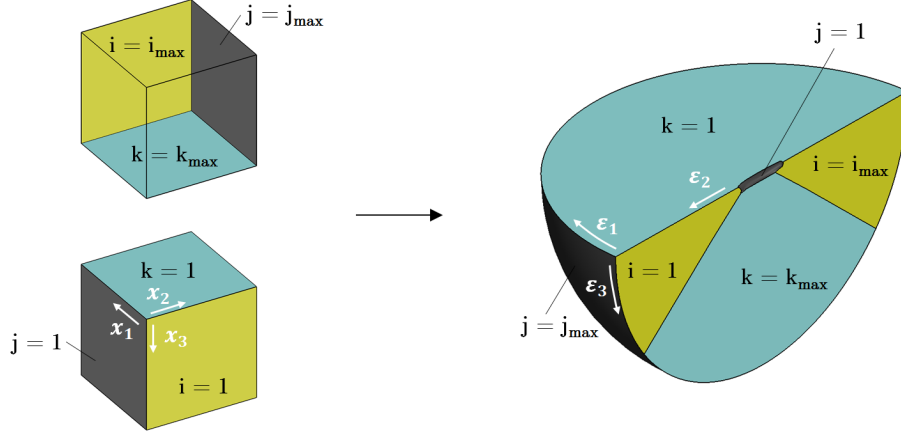 j = j_max
i = i_max
k = k_max
k = 1
x_2
x_1
x_3
j = 1
i = 1
j = 1
k = 1
i = i_max
ε_2
ε_1
i = 1
ε_3
k = k_max
j = j_max